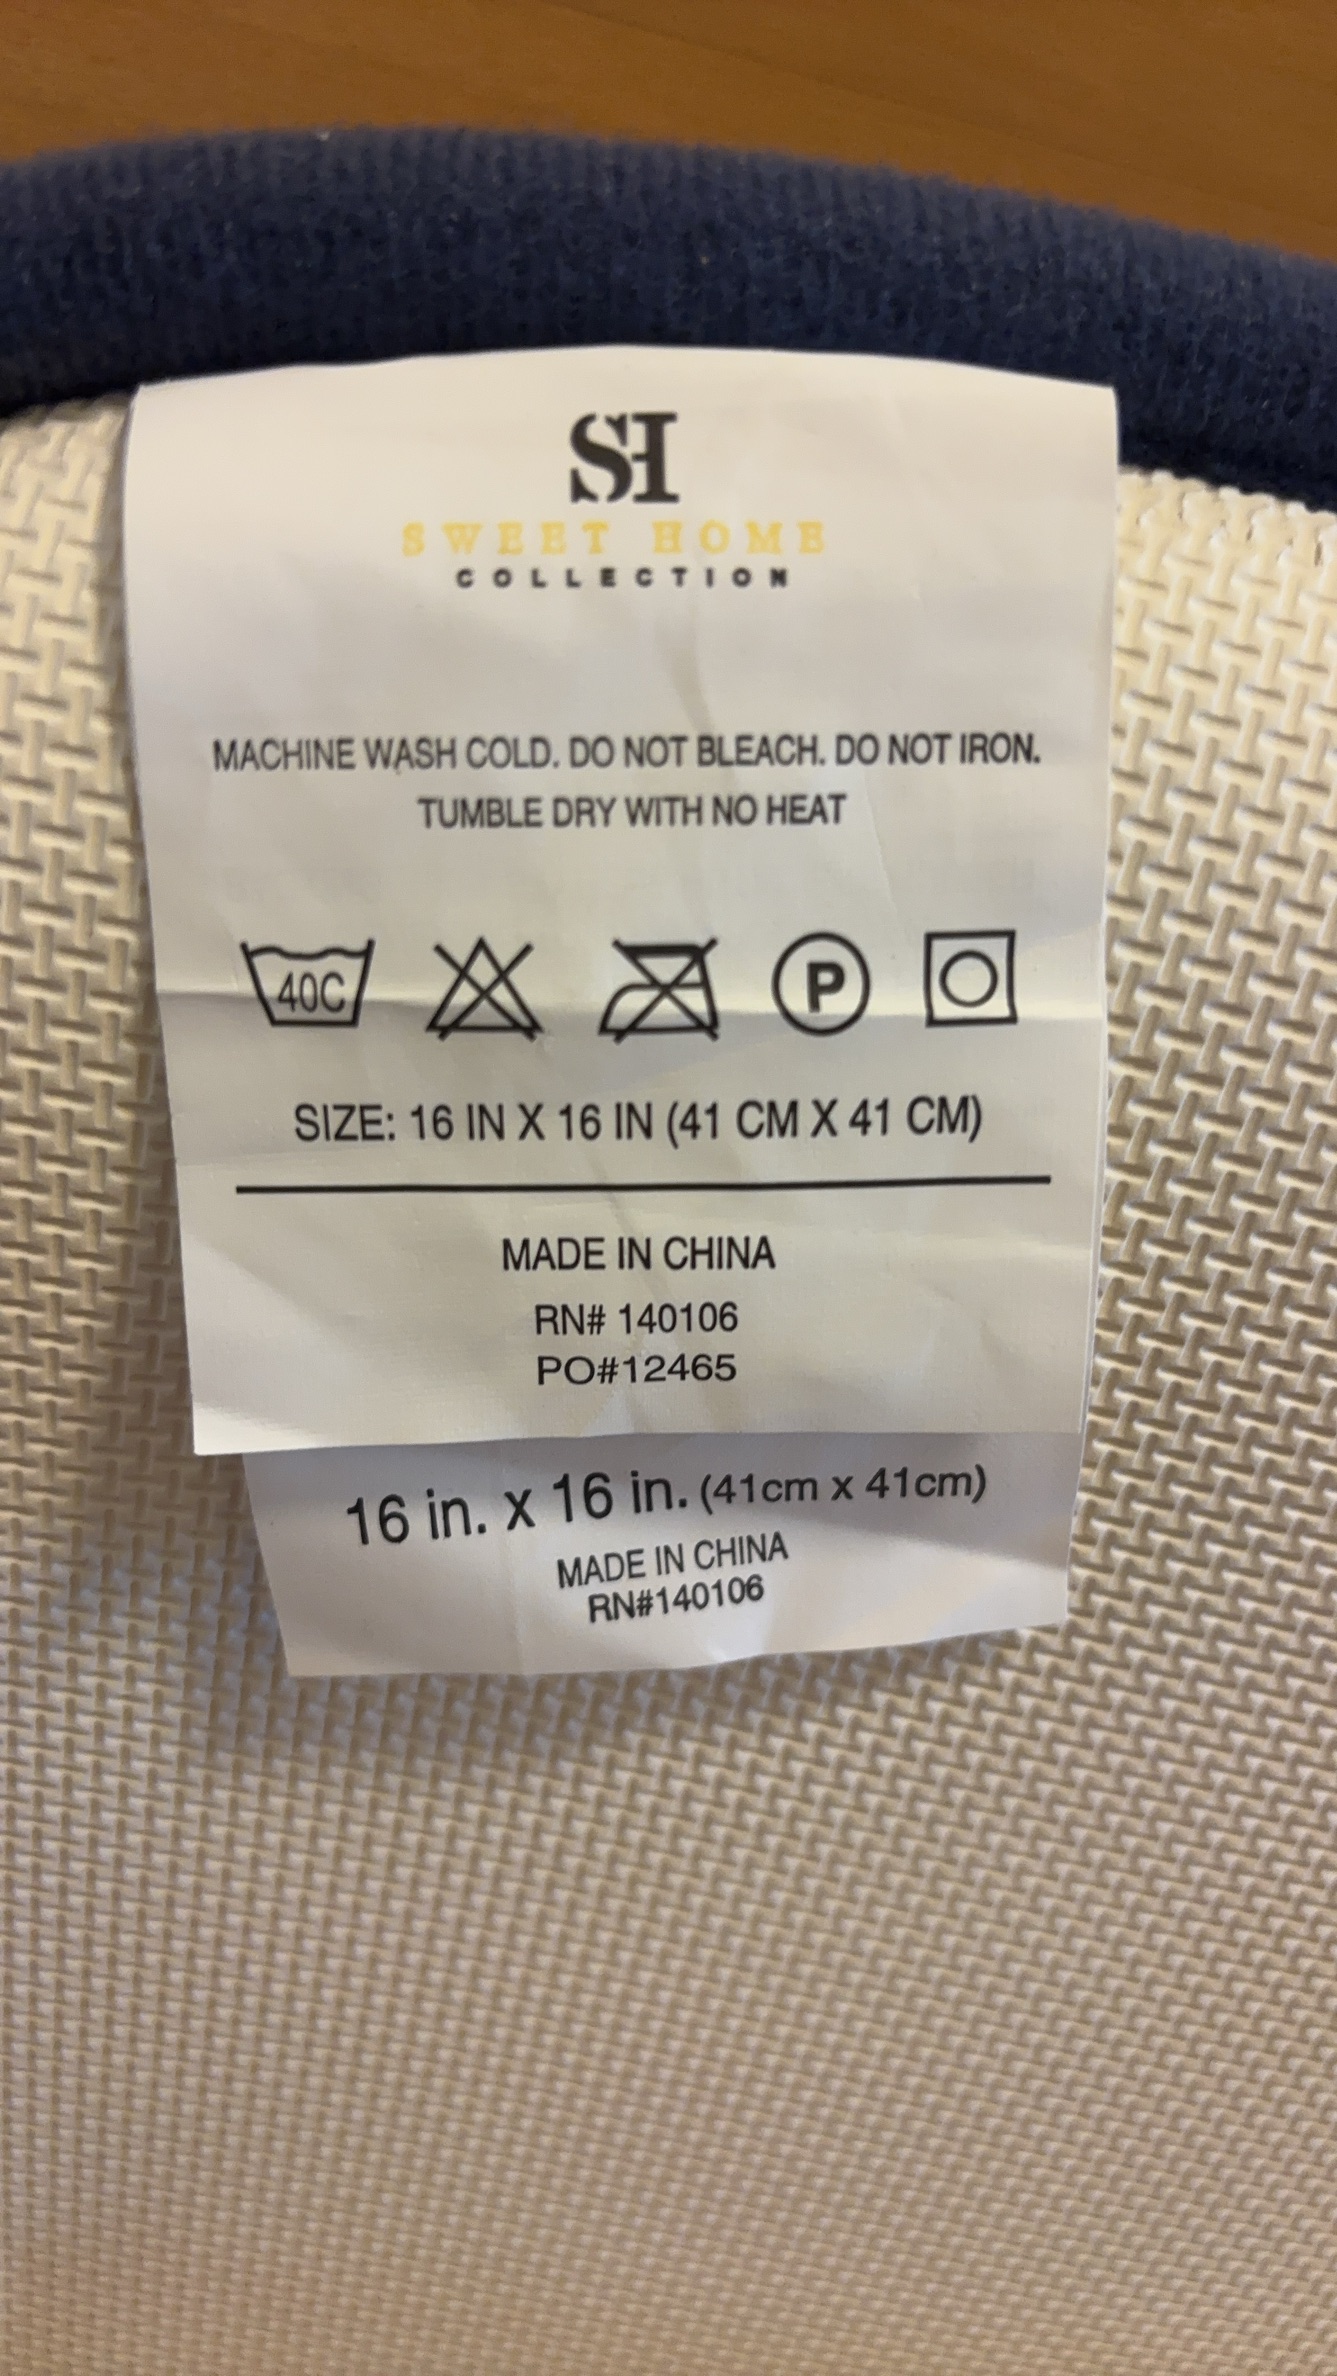 SH
SWEET HOME
COLLECTION
MACHINE WASH COLD. DO NOT BLEACH. DO NOT IRON.
TUMBLE DRY WITH NO HEAT
40C P
SIZE: 16 IN X 16 IN (41 CM X 41 CM)
MADE IN CHINA
RN# 140106
PO#12465
16 in. x 16 in. (41cm x 41cm)
MADE IN CHINA
RN#140106